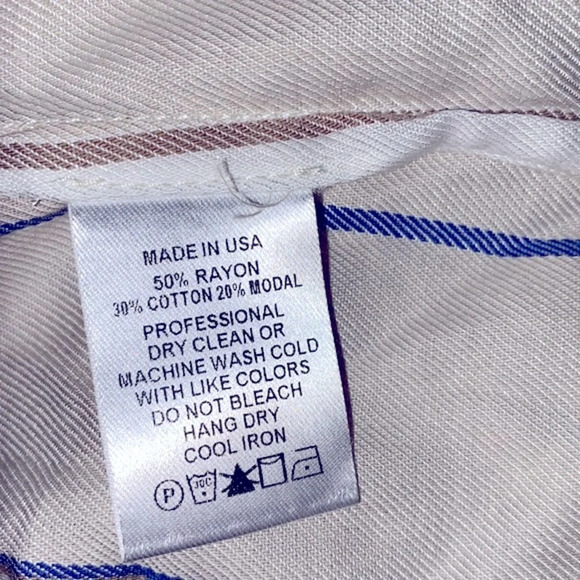 MADE IN USA
50% RAYON
30% COTTON 20% MODAL
PROFESSIONAL
DRY CLEAN OR
MACHINE WASH COLD
WITH LIKE COLORS
DO NOT BLEACH
HANG DRY
COOL IRON
P 30C